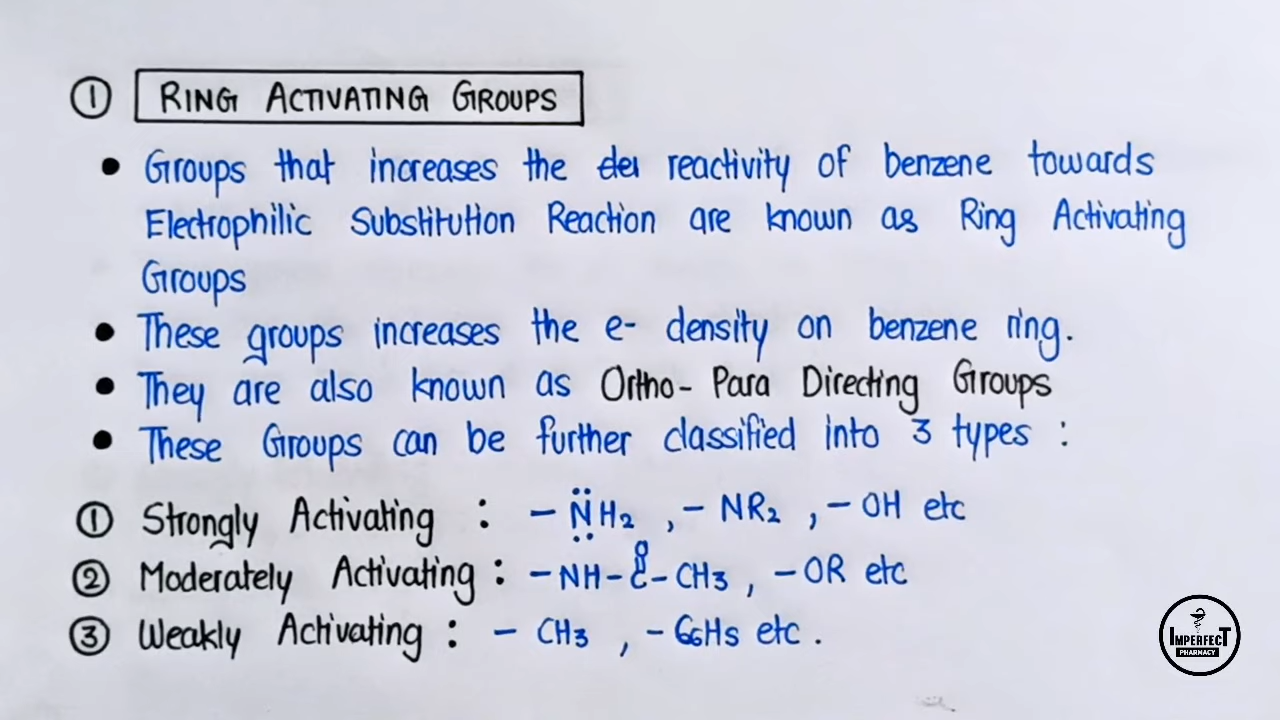 ① RING ACTIVATING GROUPS
• Groups that increases the der reactivity of benzene towards
Electrophilic Substitution Reaction are known as Ring Activating
Groups
• These groups increases the e- density on benzene ring.
• They are also known as Ortho- Para Directing Groups
• These Groups can be further classified into 3 types :
① Strongly Activating : - N̈H₂ , - NR₂ , - OH etc
O
② Moderately Activating : - N̈H - C - CH₃ , - OR etc
③ Weakly Activating : - CH₃ , - C₆H₅ etc .
IMPERFECT
PHARMACY